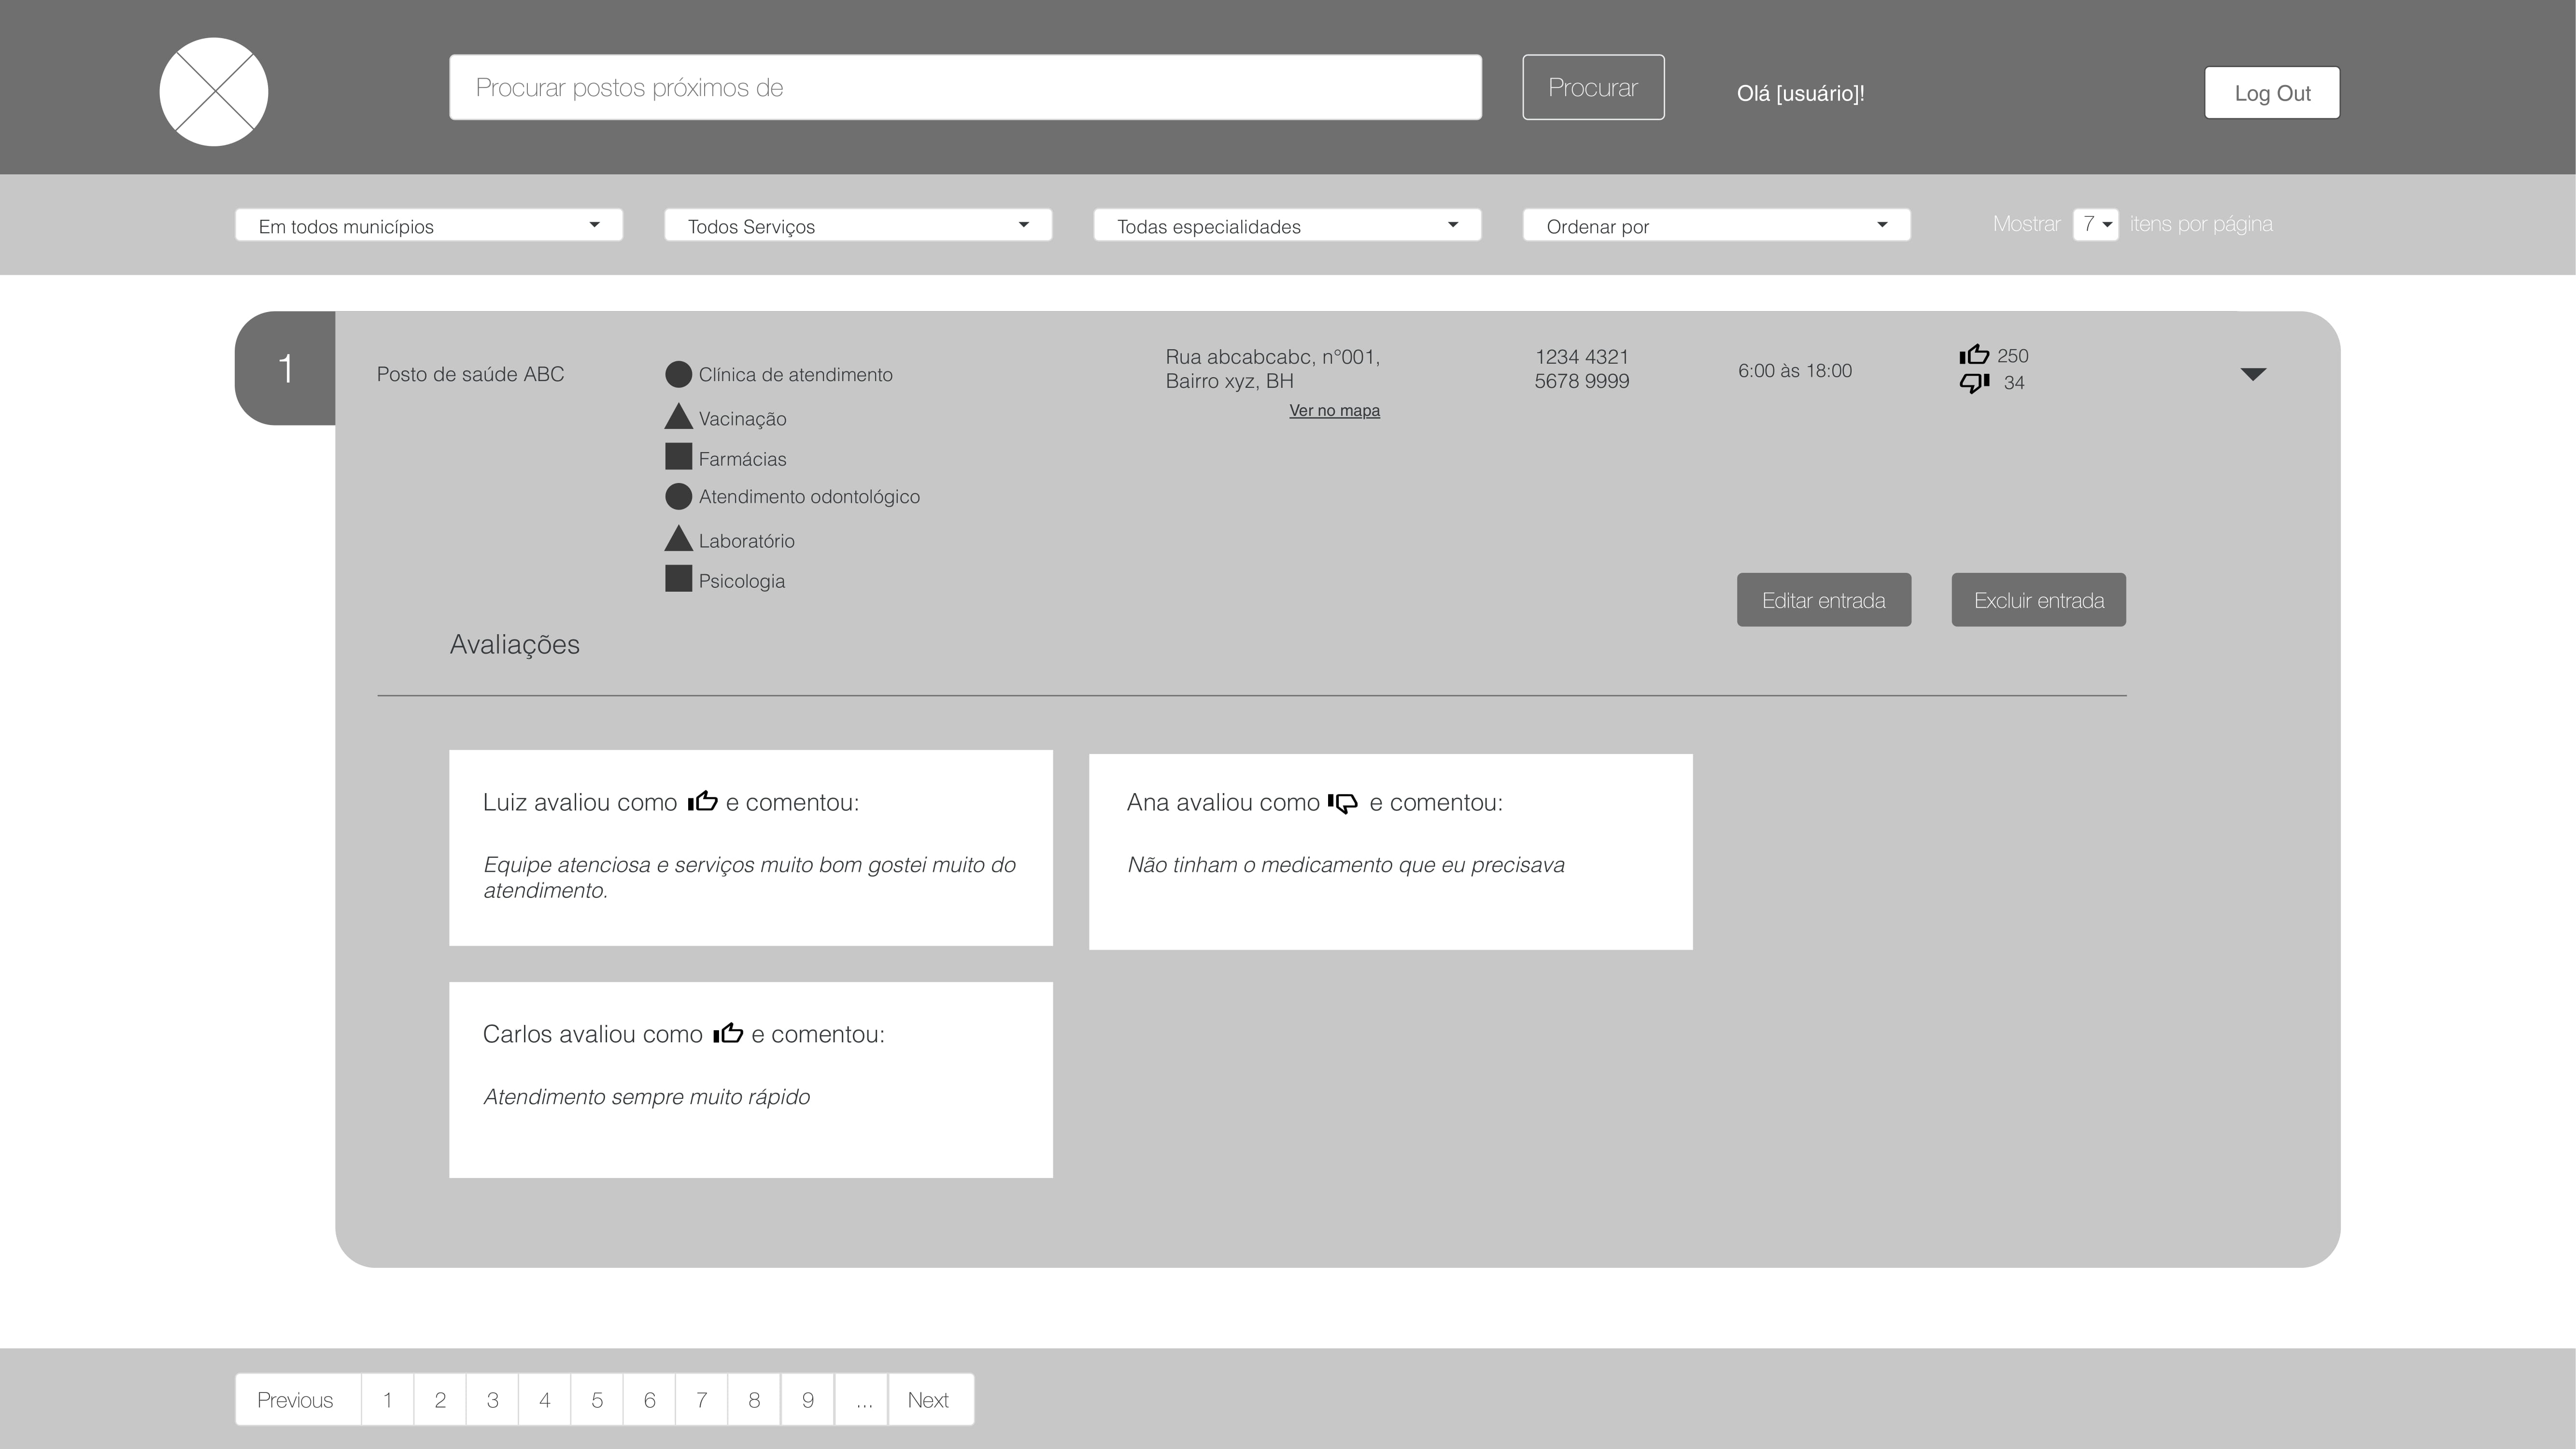 Procurar postos próximos de
Procurar
Olá [usuário]!
Log Out
Em todos municípios
Todos Serviços
Todas especialidades
Ordenar por
Mostrar 7 itens por página
1
Posto de saúde ABC
Clínica de atendimento
Vacinação
Farmácias
Atendimento odontológico
Laboratório
Psicologia
Rua abcabcabc, nº001,
Bairro xyz, BH
Ver no mapa
1234 4321
5678 9999
6:00 às 18:00
250
34
Editar entrada
Excluir entrada
Avaliações
Luiz avaliou como e comentou:
Equipe atenciosa e serviços muito bom gostei muito do
atendimento.
Ana avaliou como e comentou:
Não tinham o medicamento que eu precisava
Carlos avaliou como e comentou:
Atendimento sempre muito rápido
Previous 1 2 3 4 5 6 7 8 9 ... Next